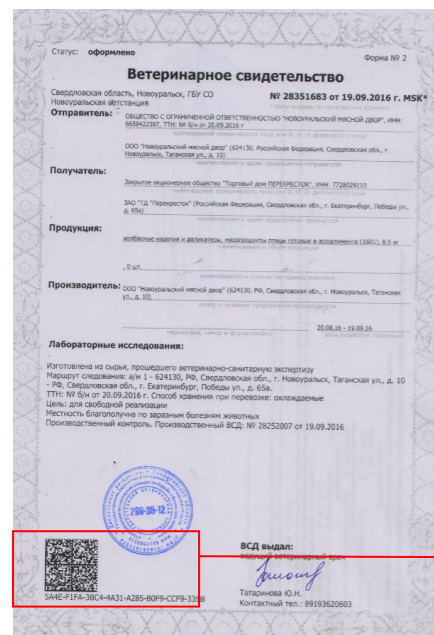 Статус: оформлено
Форма № 2
Ветеринарное свидетельство
Свердловская область, Новоуральск, ГБУ СО
Новоуральская ветстанция
№ 28351683 от 19.09.2016 г. MSK*
Отправитель: ОБЩЕСТВО С ОГРАНИЧЕННОЙ ОТВЕТСТВЕННОСТЬЮ "НОВОУРАЛЬСКИЙ МЯСНОЙ ДВОР", ИНН:
6658422387, ТТН: № б/н от 20.09.2016 г
ООО "Новоуральский мясной двор" (624130, Российская Федерация, Свердловская обл., г.
Новоуральск, Таганская ул., д. 10)
Получатель:
Закрытое акционерное общество "Торговый дом ПЕРЕКРЕСТОК", ИНН: 7728029110
ЗАО "ТД "Перекресток" (Российская Федерация, Свердловская обл., г. Екатеринбург, Победы ул.,
д. 65а)
Продукция:
колбасные изделия и деликатесы, мясопродукты птицы готовые в ассортименте (1601), 8,5 кг
, 0 шт.
Производитель: ООО "Новоуральский мясной двор" (624130, РФ, Свердловская обл., г. Новоуральск, Таганская
ул., д. 10)
20.08.16 - 19.09.16
Лабораторные исследования:
Изготовлена из сырья, прошедшего ветеринарно-санитарную экспертизу
Маршрут следования: а/н 1 - 624130, РФ, Свердловская обл., г. Новоуральск, Таганская ул., д. 10
- РФ, Свердловская обл., г. Екатеринбург, Победы ул., д. 65а.
ТТН: № б/н от 20.09.2016 г. Способ хранения при перевозке: охлаждаемые
Цель: для свободной реализации
Местность благополучна по заразным болезням животных
Производственный контроль. Производственный ВСД: № 28252007 от 19.09.2016
266-35-12
ВСД выдал:
ведущий ветеринарный врач
5A4E-F1FA-3BC4-4A31-A285-B0F9-CCF9-335B
Татаринова Ю.Н.
Контактный тел.: 89193620603